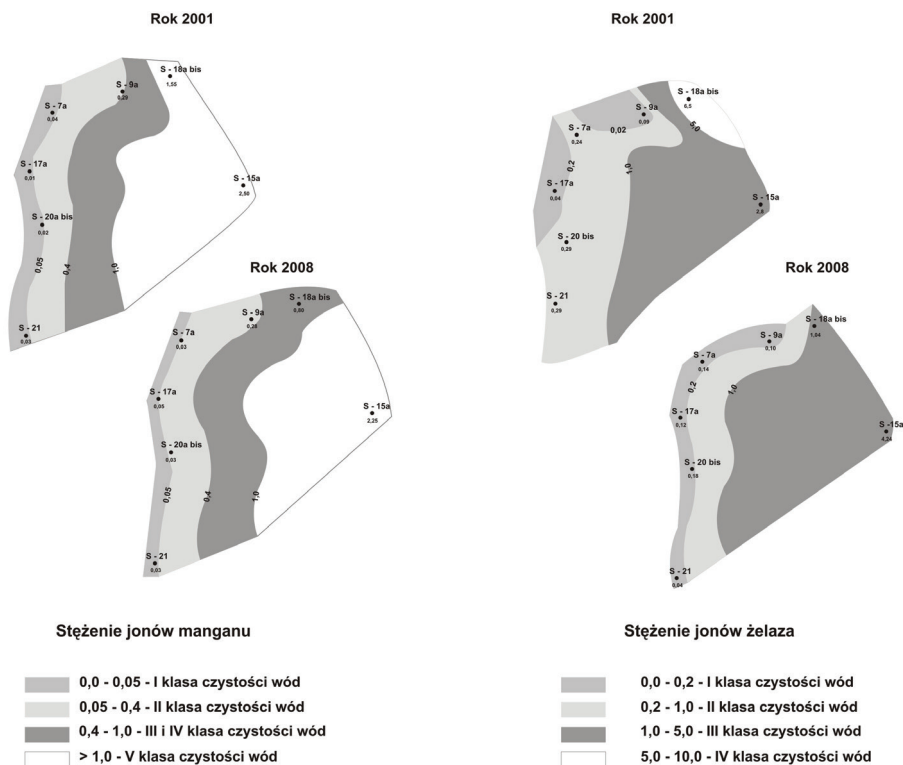 Rok 2001
S - 18a bis
1,55
S - 9a
0,29
S - 7a
0,04
S - 17a
0,01
S - 15a
2,58
S - 20a bis
0,02
0,05
0,4
1,0
S - 21
0,03
Rok 2008
S - 18a bis
0,80
S - 9a
0,29
S - 7a
0,03
S - 17a
0,05
S - 15a
2,25
S - 20a bis
0,03
0,05
0,4
1,0
S - 21
0,03
Stężenie jonów manganu
0,0 - 0,05 - I klasa czystości wód
0,05 - 0,4 - II klasa czystości wód
0,4 - 1,0 - III i IV klasa czystości wód
> 1,0 - V klasa czystości wód
Rok 2001
S - 18a bis
6,5
S - 9a
0,09
5,0
S - 7a
0,24
0,02
0,2
1,0
S - 17a
0,04
S - 15a
2,8
S - 20 bis
0,29
S - 21
0,29
Rok 2008
S - 18a bis
1,04
S - 9a
0,10
S - 7a
0,14
0,2
1,0
S - 17a
0,12
S - 15a
4,24
S - 20 bis
0,18
S - 21
0,04
Stężenie jonów żelaza
0,0 - 0,2 - I klasa czystości wód
0,2 - 1,0 - II klasa czystości wód
1,0 - 5,0 - III klasa czystości wód
5,0 - 10,0 - IV klasa czystości wód